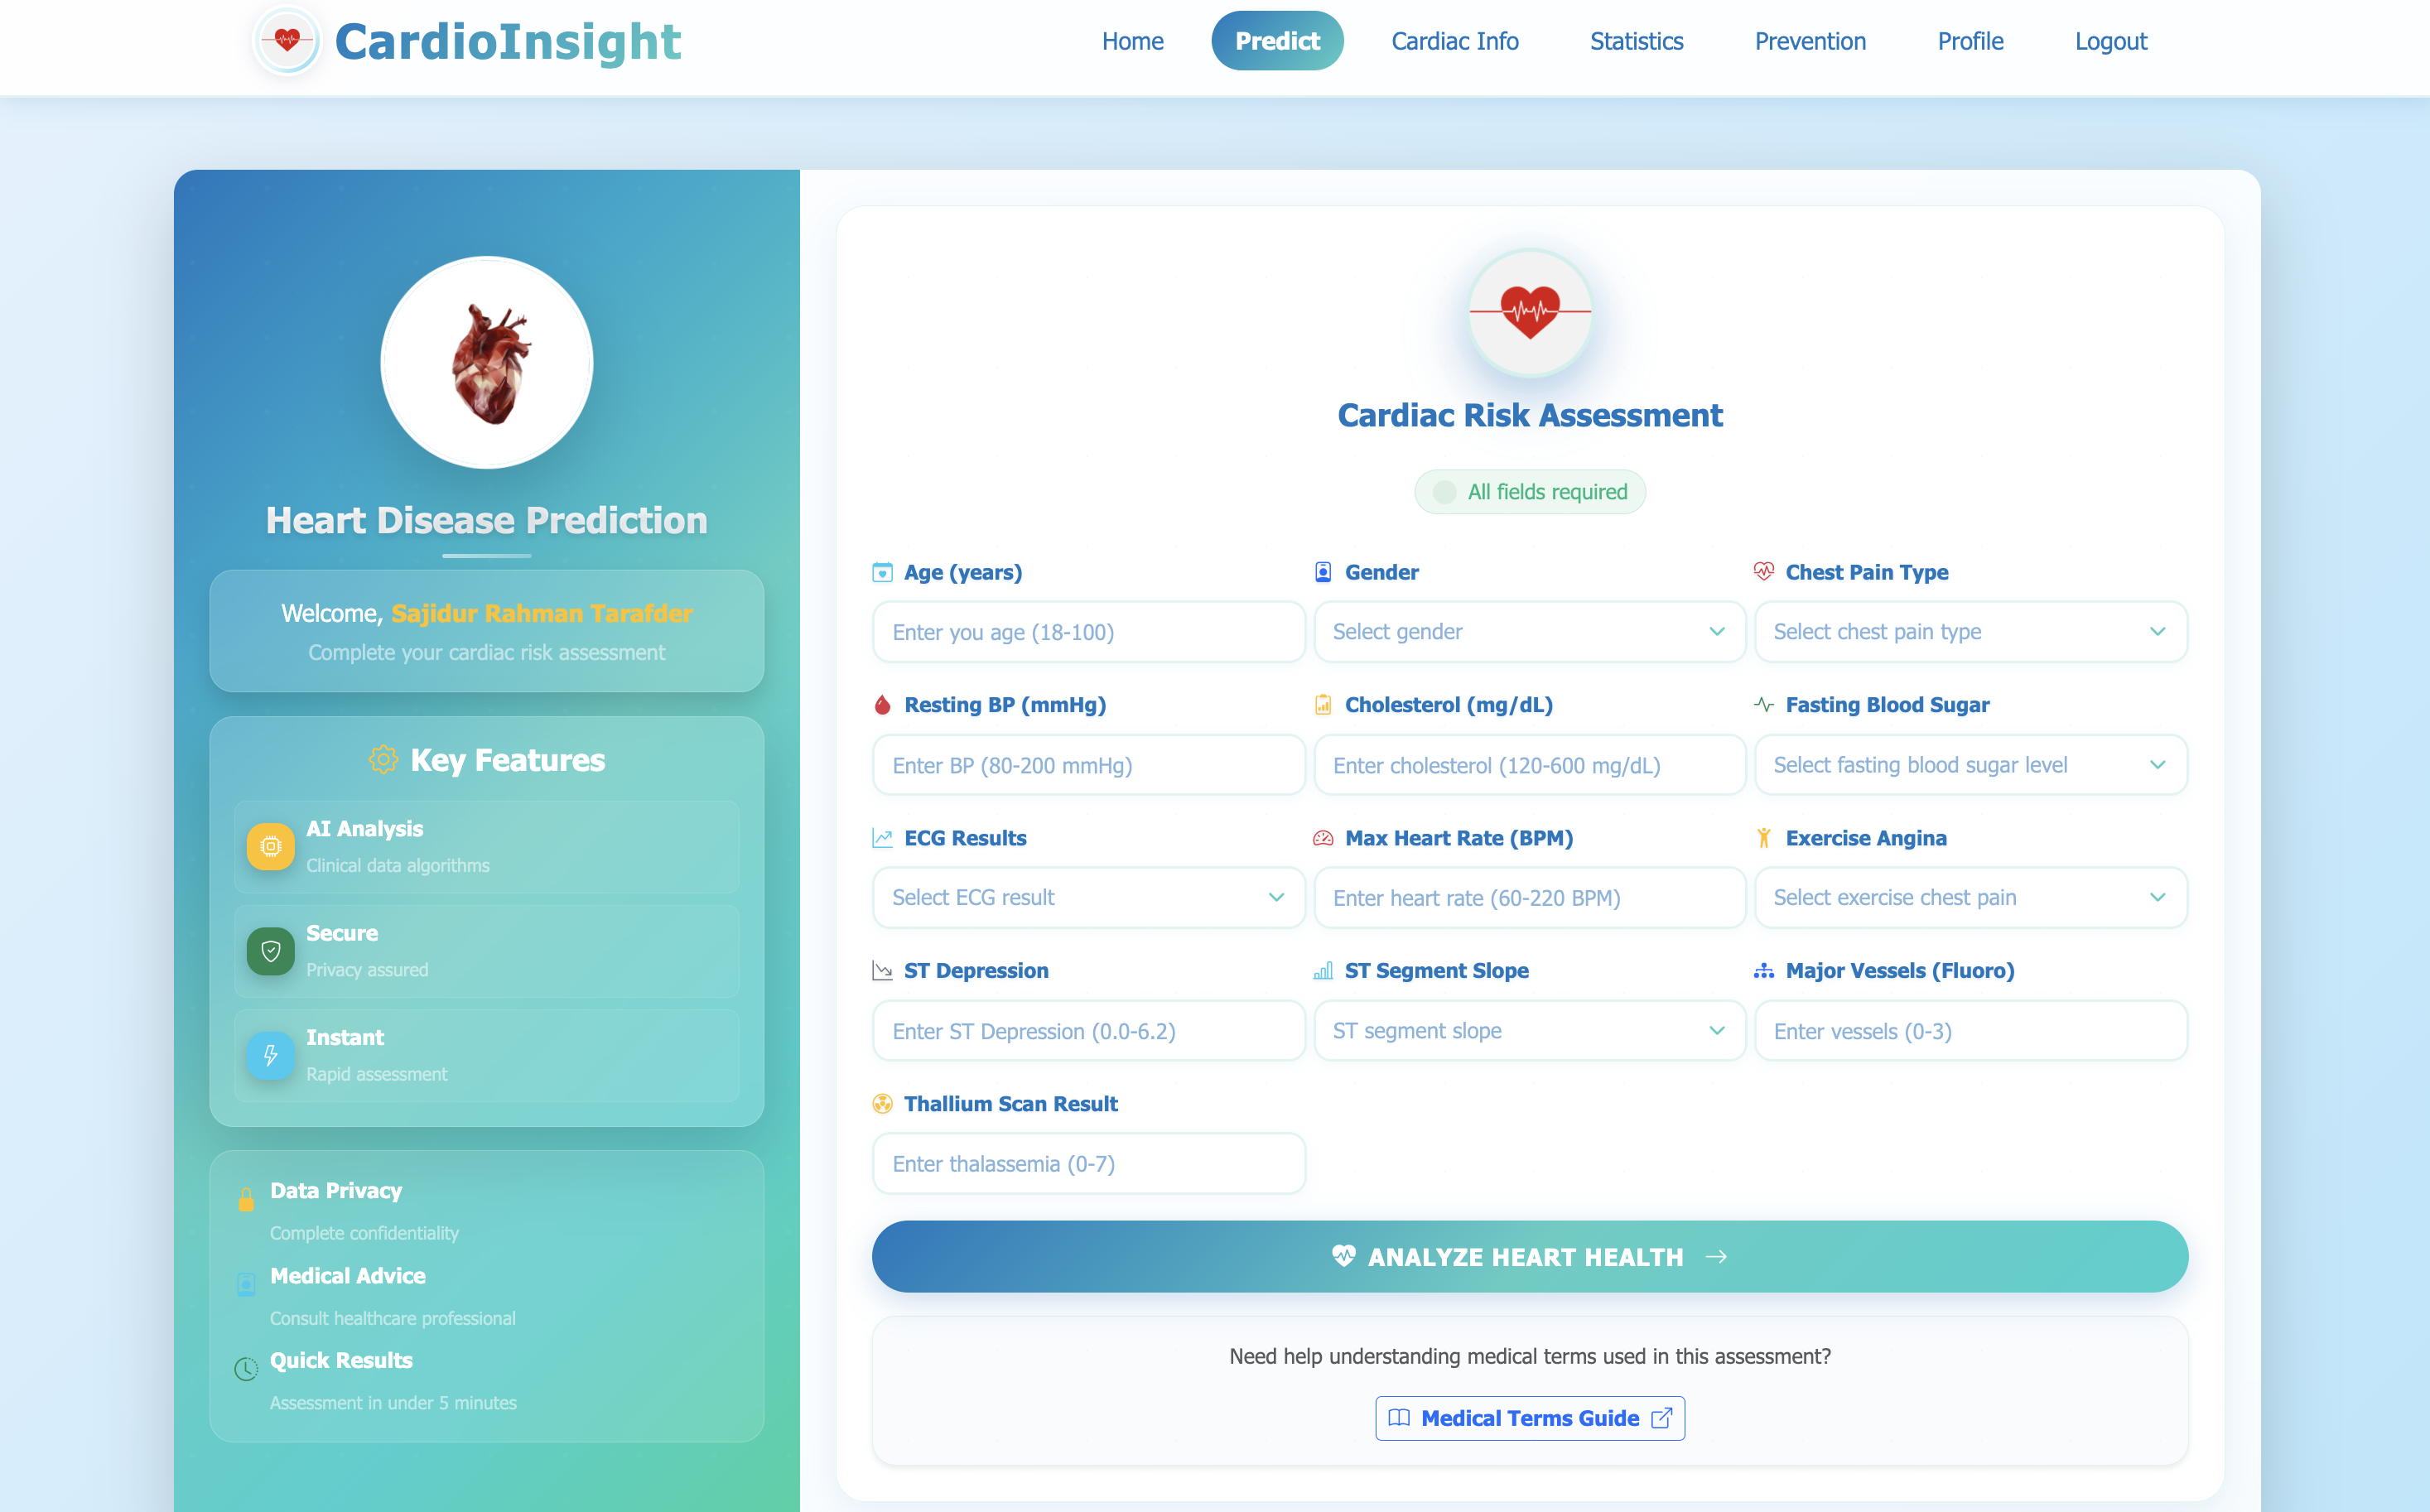 CardioInsight
Home Predict Cardiac Info Statistics Prevention Profile Logout
Heart Disease Prediction
Welcome, Sajidur Rahman Tarafder
Complete your cardiac risk assessment
Key Features
AI Analysis
Clinical data algorithms
Secure
Privacy assured
Instant
Rapid assessment
Data Privacy
Complete confidentiality
Medical Advice
Consult healthcare professional
Quick Results
Assessment in under 5 minutes
Cardiac Risk Assessment
All fields required
Age (years) Gender Chest Pain Type
Enter you age (18-100) Select gender Select chest pain type
Resting BP (mmHg) Cholesterol (mg/dL) Fasting Blood Sugar
Enter BP (80-200 mmHg) Enter cholesterol (120-600 mg/dL) Select fasting blood sugar level
ECG Results Max Heart Rate (BPM) Exercise Angina
Select ECG result Enter heart rate (60-220 BPM) Select exercise chest pain
ST Depression ST Segment Slope Major Vessels (Fluoro)
Enter ST Depression (0.0-6.2) ST segment slope Enter vessels (0-3)
Thallium Scan Result
Enter thalassemia (0-7)
ANALYZE HEART HEALTH
Need help understanding medical terms used in this assessment?
Medical Terms Guide